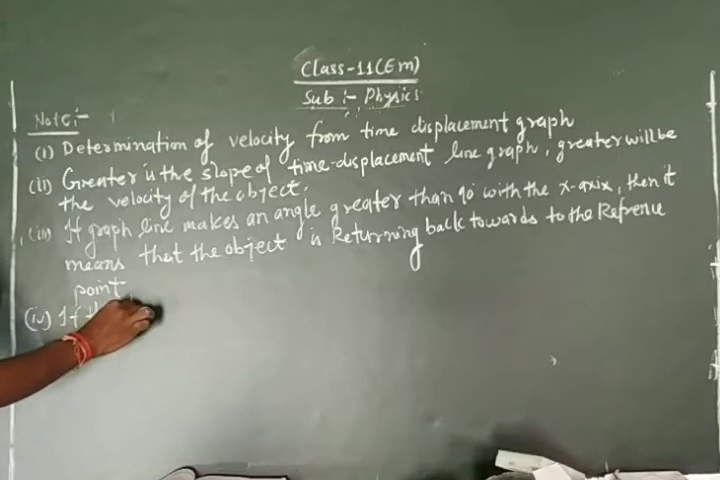 Class-11(Em)
Sub :- Physics
Note:-
(i) Determination of velocity from time displacement graph
(ii) Greater is the slope of time-displacement line graph, greater will be
the velocity of the object.
(iii) If graph line makes an angle greater than 90° with the x-axix, then it
means that the object is Returning back towards to the Refrence
point
(iv) If